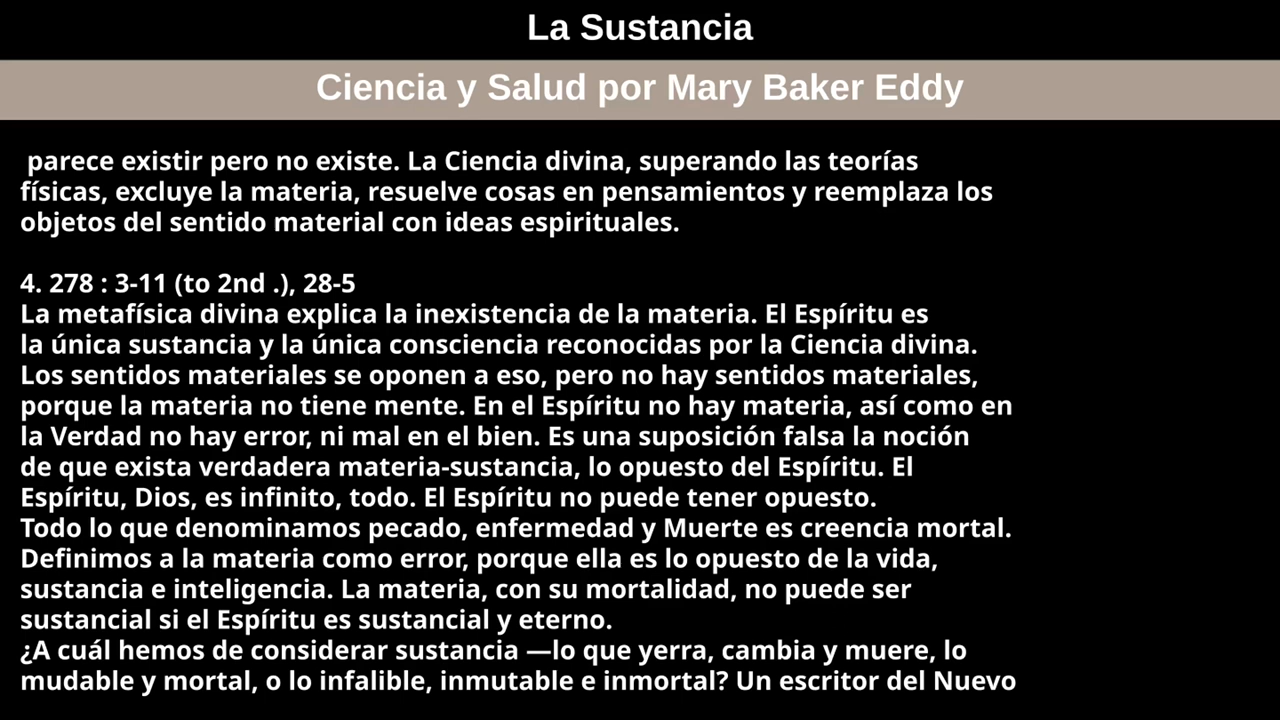 La Sustancia
Ciencia y Salud por Mary Baker Eddy
parece existir pero no existe. La Ciencia divina, superando las teorías
físicas, excluye la materia, resuelve cosas en pensamientos y reemplaza los
objetos del sentido material con ideas espirituales.
4. 278 : 3-11 (to 2nd .), 28-5
La metafísica divina explica la inexistencia de la materia. El Espíritu es
la única sustancia y la única consciencia reconocidas por la Ciencia divina.
Los sentidos materiales se oponen a eso, pero no hay sentidos materiales,
porque la materia no tiene mente. En el Espíritu no hay materia, así como en
la Verdad no hay error, ni mal en el bien. Es una suposición falsa la noción
de que exista verdadera materia-sustancia, lo opuesto del Espíritu. El
Espíritu, Dios, es infinito, todo. El Espíritu no puede tener opuesto.
Todo lo que denominamos pecado, enfermedad y Muerte es creencia mortal.
Definimos a la materia como error, porque ella es lo opuesto de la vida,
sustancia e inteligencia. La materia, con su mortalidad, no puede ser
sustancial si el Espíritu es sustancial y eterno.
¿A cuál hemos de considerar sustancia —lo que yerra, cambia y muere, lo
mudable y mortal, o lo infalible, inmutable e inmortal? Un escritor del Nuevo